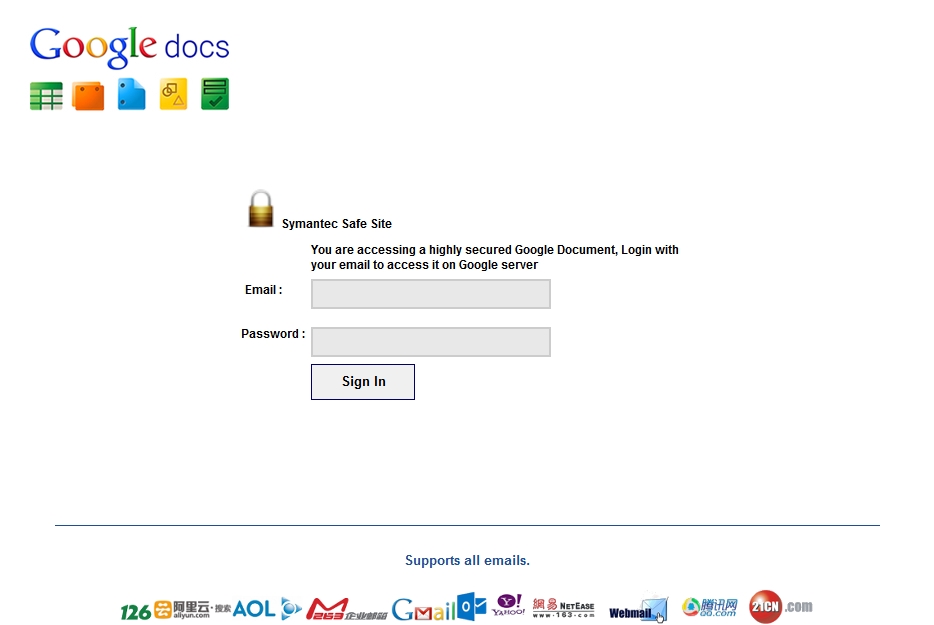 Google docs
Symantec Safe Site
You are accessing a highly secured Google Document, Login with
your email to access it on Google server
Email :
Password :
Sign In
Supports all emails.
126 阿里云·搜索 aliyun.com AOL 263企业邮箱 Gmail YAHOO! 網易 NETEASE www.163.com Webmail 腾讯网 QQ.com 21CN .com